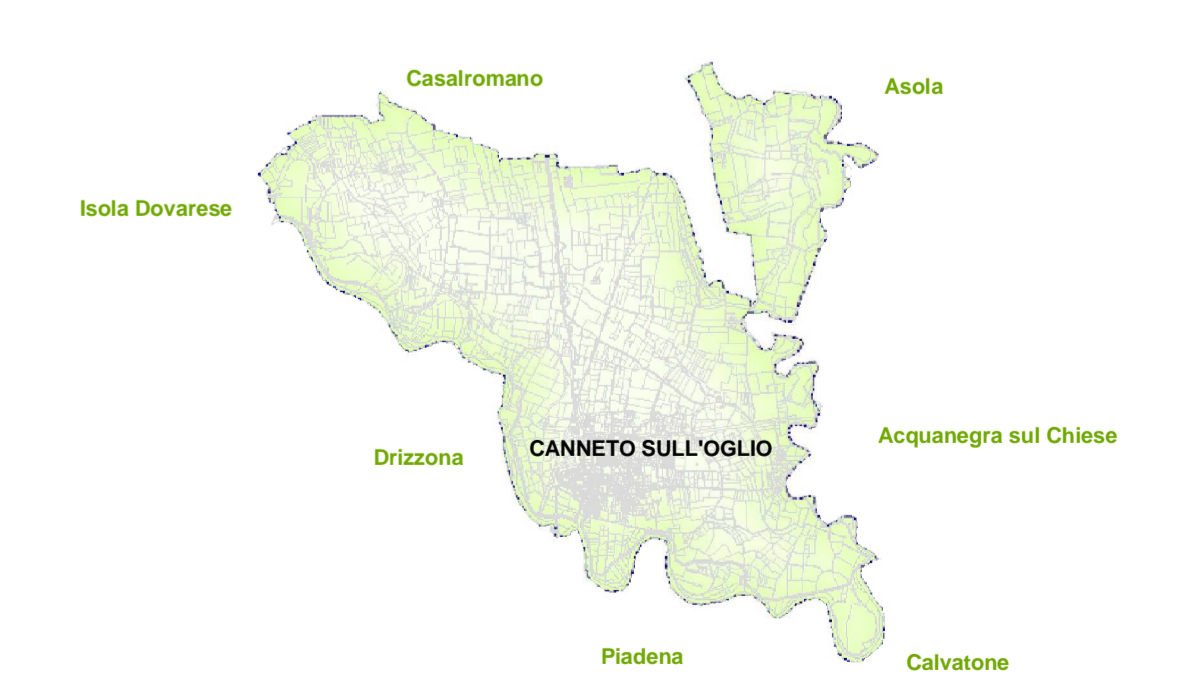 Casalromano
Asola
Isola Dovarese
Acquanegra sul Chiese
CANNETO SULL'OGLIO
Drizzona
Piadena
Calvatone